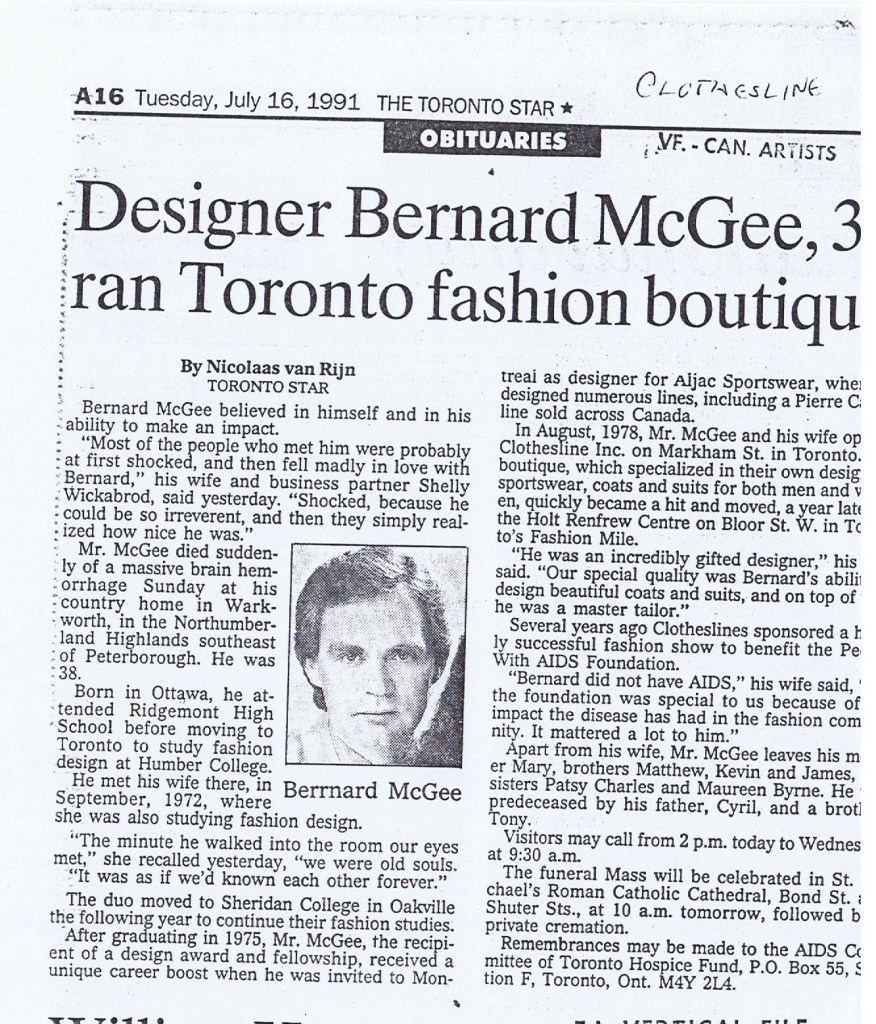 A16 Tuesday, July 16, 1991 THE TORONTO STAR ★
CLOTHESLINE
OBITUARIES
VF. - CAN. ARTISTS
Designer Bernard McGee, 3
ran Toronto fashion boutiqu
By Nicolaas van Rijn
TORONTO STAR
Bernard McGee believed in himself and in his
ability to make an impact.
“Most of the people who met him were probably
at first shocked, and then fell madly in love with
Bernard,” his wife and business partner Shelly
Wickabrod, said yesterday. “Shocked, because he
could be so irreverent, and then they simply real-
ized how nice he was.”
Mr. McGee died sudden-
ly of a massive brain hem-
orrhage Sunday at his
country home in Wark-
worth, in the Northumber-
land Highlands southeast
of Peterborough. He was
38.
Born in Ottawa, he at-
tended Ridgemont High
School before moving to
Toronto to study fashion
design at Humber College.
He met his wife there, in
September, 1972, where
she was also studying fashion design.
“The minute he walked into the room our eyes
met,” she recalled yesterday, “we were old souls.
“It was as if we’d known each other forever.”
The duo moved to Sheridan College in Oakville
the following year to continue their fashion studies.
After graduating in 1975, Mr. McGee, the recipi-
ent of a design award and fellowship, received a
unique career boost when he was invited to Mon-
Berrnard McGee
treal as designer for Aljac Sportswear, whe
designed numerous lines, including a Pierre C
line sold across Canada.
In August, 1978, Mr. McGee and his wife op
Clothesline Inc. on Markham St. in Toronto.
boutique, which specialized in their own desig
sportswear, coats and suits for both men and w
en, quickly became a hit and moved, a year late
the Holt Renfrew Centre on Bloor St. W. in To
to’s Fashion Mile.
“He was an incredibly gifted designer,” his
said. “Our special quality was Bernard’s abili
design beautiful coats and suits, and on top of
he was a master tailor.”
Several years ago Clotheslines sponsored a h
ly successful fashion show to benefit the Pe
With AIDS Foundation.
“Bernard did not have AIDS,” his wife said, “
the foundation was special to us because of
impact the disease has had in the fashion com
nity. It mattered a lot to him.”
Apart from his wife, Mr. McGee leaves his m
er Mary, brothers Matthew, Kevin and James,
sisters Patsy Charles and Maureen Byrne. He
predeceased by his father, Cyril, and a brot
Tony.
Visitors may call from 2 p.m. today to Wednes
at 9:30 a.m.
The funeral Mass will be celebrated in St.
chael’s Roman Catholic Cathedral, Bond St.
Shuter Sts., at 10 a.m. tomorrow, followed b
private cremation.
Remembrances may be made to the AIDS Co
mittee of Toronto Hospice Fund, P.O. Box 55, S
tion F, Toronto, Ont. M4Y 2L4.